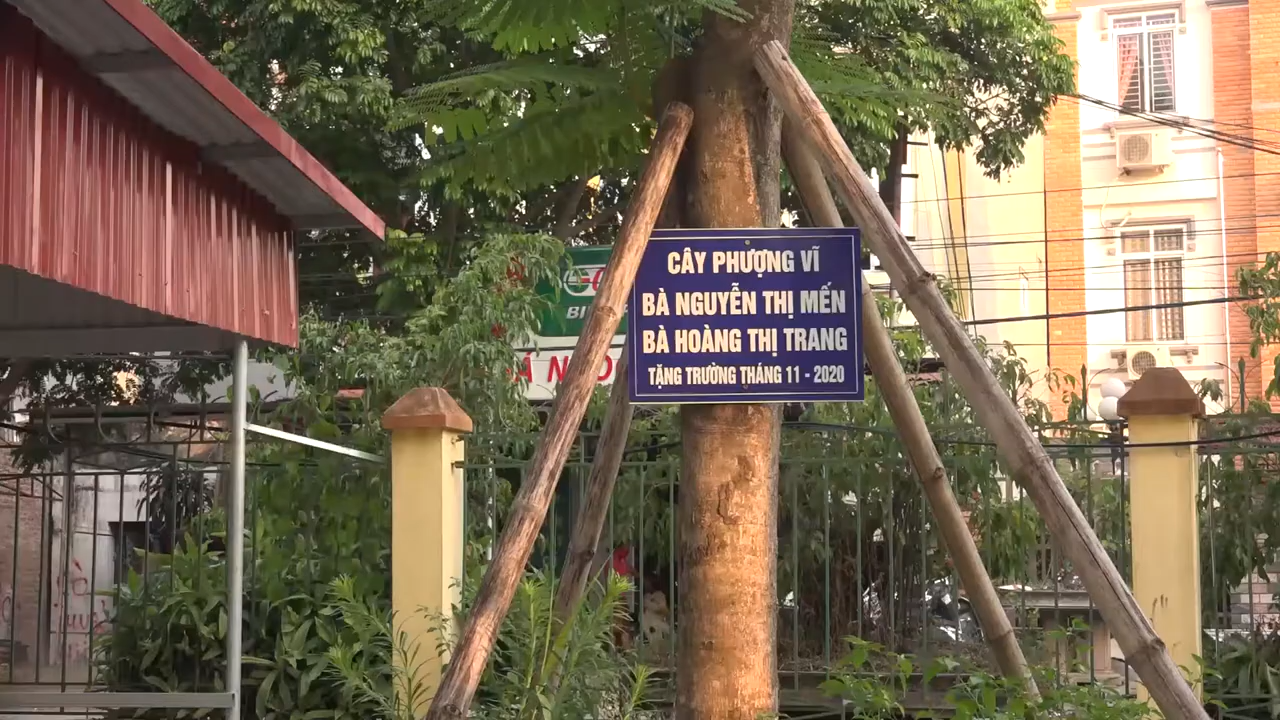 CÂY PHƯỢNG VĨ
BÀ NGUYỄN THỊ MẾN
BÀ HOÀNG THỊ TRANG
TẶNG TRƯỜNG THÁNG 11 - 2020